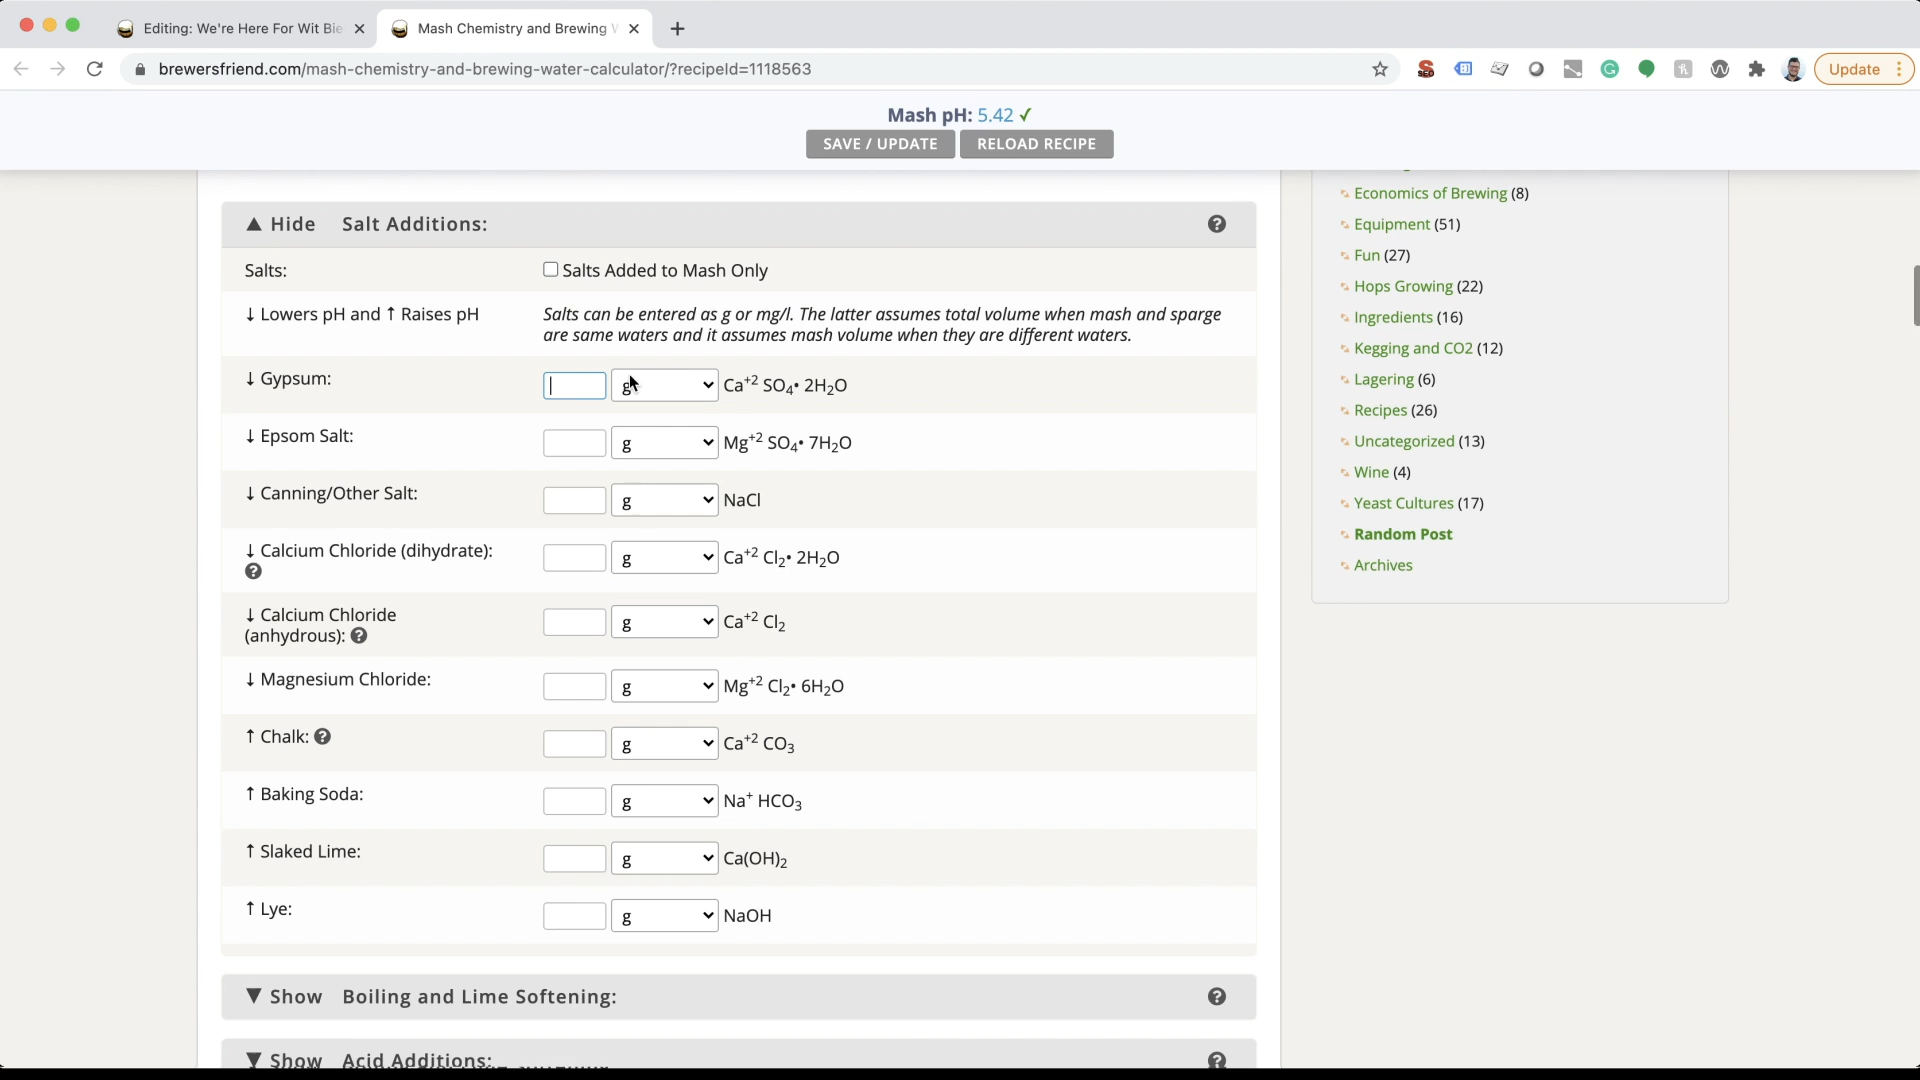 Editing: We're Here For Wit Bie
Mash Chemistry and Brewing W
brewersfriend.com/mash-chemistry-and-brewing-water-calculator/?recipeId=1118563
Update
Mash pH: 5.42 ✓
SAVE / UPDATE RELOAD RECIPE
▲ Hide Salt Additions: ?
Salts: Salts Added to Mash Only
↓ Lowers pH and ↑ Raises pH
Salts can be entered as g or mg/l. The latter assumes total volume when mash and sparge
are same waters and it assumes mash volume when they are different waters.
↓ Gypsum: g Ca⁺² SO₄• 2H₂O
↓ Epsom Salt: g Mg⁺² SO₄• 7H₂O
↓ Canning/Other Salt: g NaCl
↓ Calcium Chloride (dihydrate): ? g Ca⁺² Cl₂• 2H₂O
↓ Calcium Chloride
(anhydrous): ? g Ca⁺² Cl₂
↓ Magnesium Chloride: g Mg⁺² Cl₂• 6H₂O
↑ Chalk: ? g Ca⁺² CO₃
↑ Baking Soda: g Na⁺ HCO₃
↑ Slaked Lime: g Ca(OH)₂
↑ Lye: g NaOH
▼ Show Boiling and Lime Softening: ?
▼ Show Acid Additions: ?
Economics of Brewing (8)
Equipment (51)
Fun (27)
Hops Growing (22)
Ingredients (16)
Kegging and CO2 (12)
Lagering (6)
Recipes (26)
Uncategorized (13)
Wine (4)
Yeast Cultures (17)
Random Post
Archives